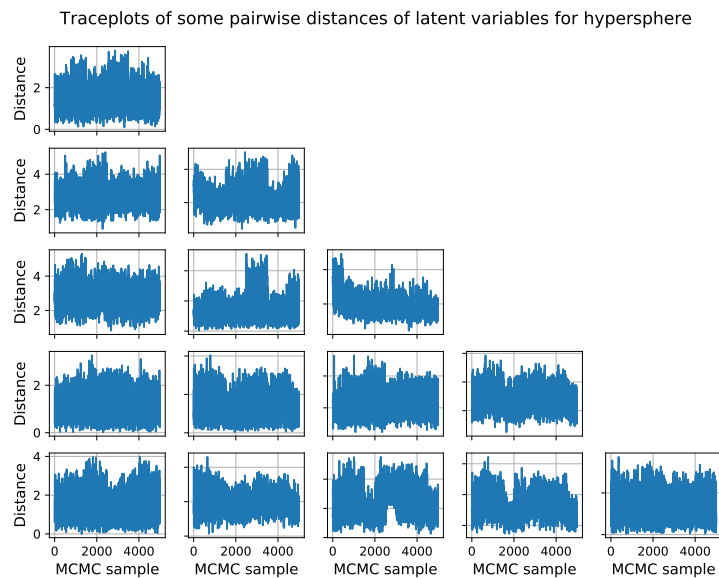 Traceplots of some pairwise distances of latent variables for hypersphere
Distance
2
0
Distance
4
2
Distance
4
2
Distance
2
0
Distance
4
2
0
0 2000 4000 0 2000 4000 0 2000 4000 0 2000 4000 0 2000 4000
MCMC sample MCMC sample MCMC sample MCMC sample MCMC sample